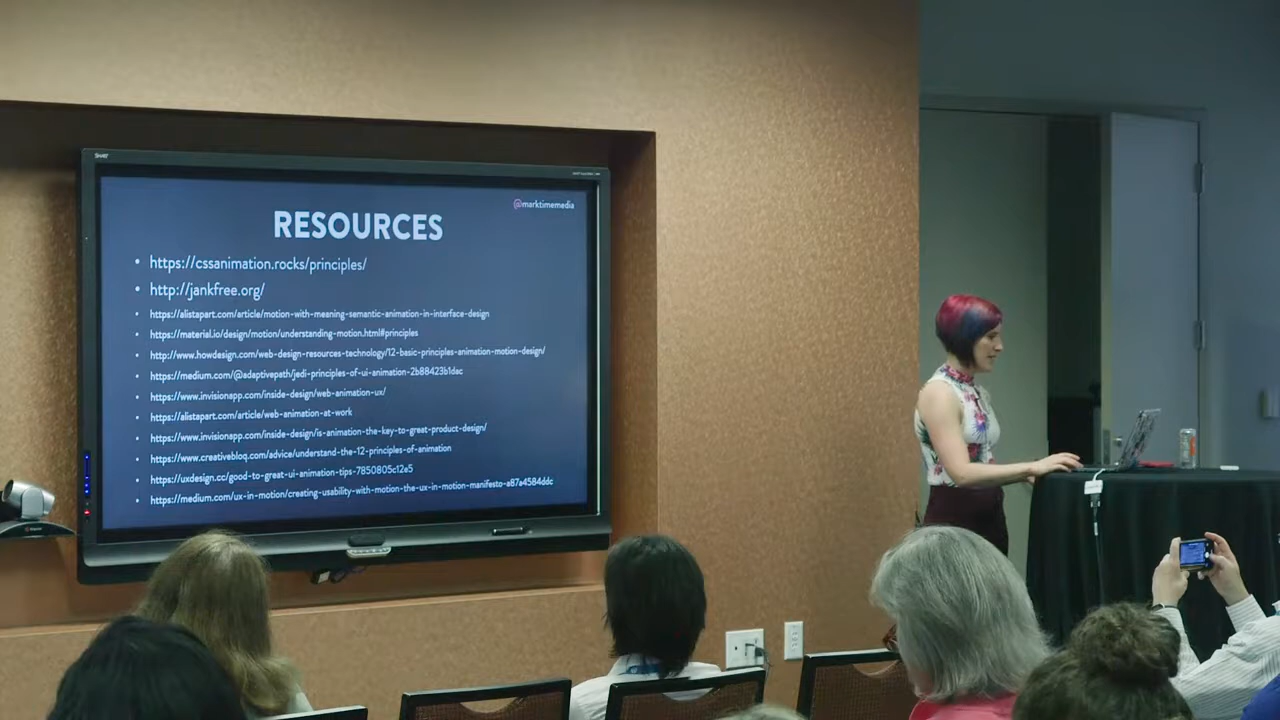 SMART
@marktimemedia
RESOURCES
• https://cssanimation.rocks/principles/
• http://jankfree.org/
• https://alistapart.com/article/motion-with-meaning-semantic-animation-in-interface-design
• https://material.io/design/motion/understanding-motion.html#principles
• http://www.howdesign.com/web-design-resources-technology/12-basic-principles-animation-motion-design/
• https://medium.com/@adaptivepath/jedi-principles-of-ui-animation-2b88423b1dac
• https://www.invisionapp.com/inside-design/web-animation-ux/
• https://alistapart.com/article/web-animation-at-work
• https://www.invisionapp.com/inside-design/is-animation-the-key-to-great-product-design/
• https://www.creativebloq.com/advice/understand-the-12-principles-of-animation
• https://uxdesign.cc/good-to-great-ui-animation-tips-7850805c12e5
• https://medium.com/ux-in-motion/creating-usability-with-motion-the-ux-in-motion-manifesto-a87a4584ddc